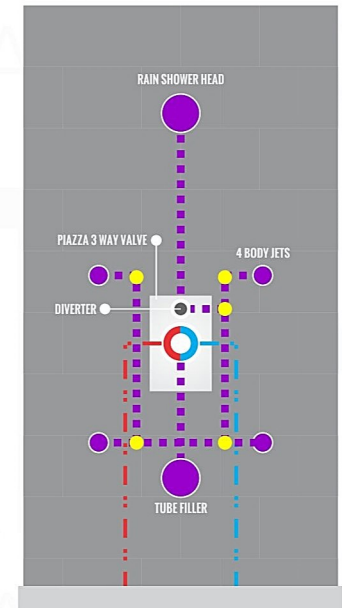 RAIN SHOWER HEAD
PIAZZA 3 WAY VALVE
4 BODY JETS
DIVERTER
TUBE FILLER